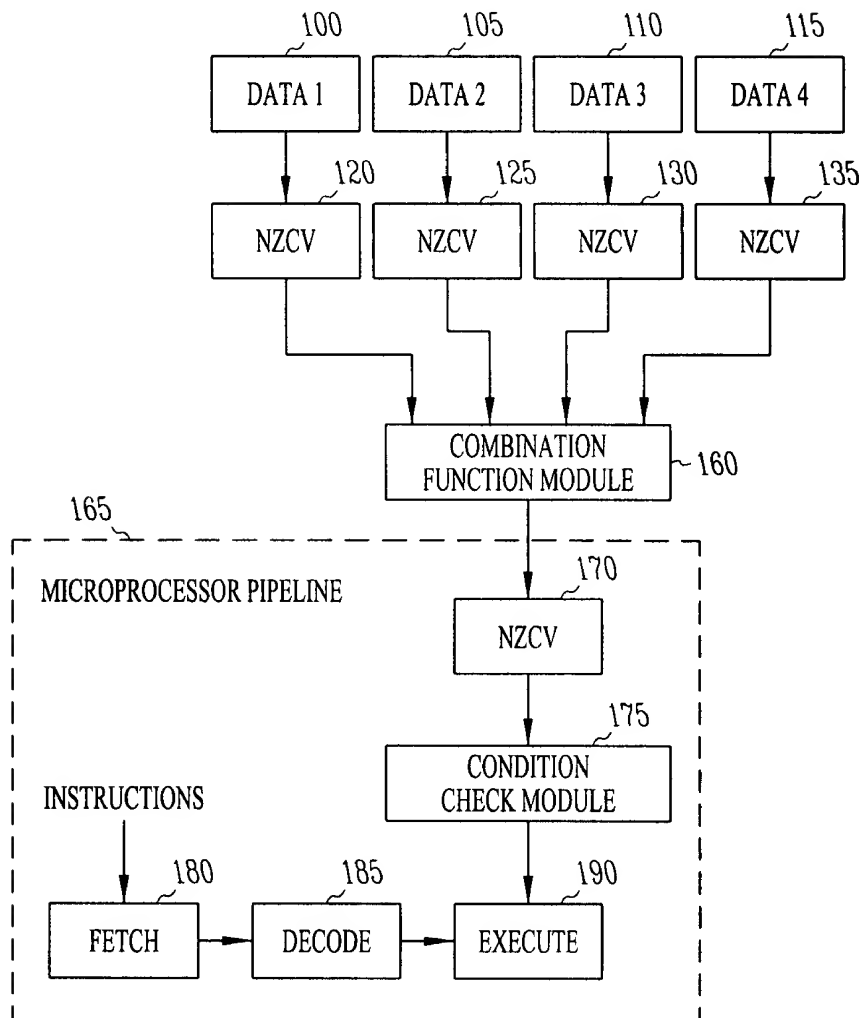 100 105 110 115
DATA 1 DATA 2 DATA 3 DATA 4
120 125 130 135
NZCV NZCV NZCV NZCV
COMBINATION
FUNCTION MODULE
160
165
MICROPROCESSOR PIPELINE
170
NZCV
175
CONDITION
CHECK MODULE
INSTRUCTIONS
180 185 190
FETCH DECODE EXECUTE